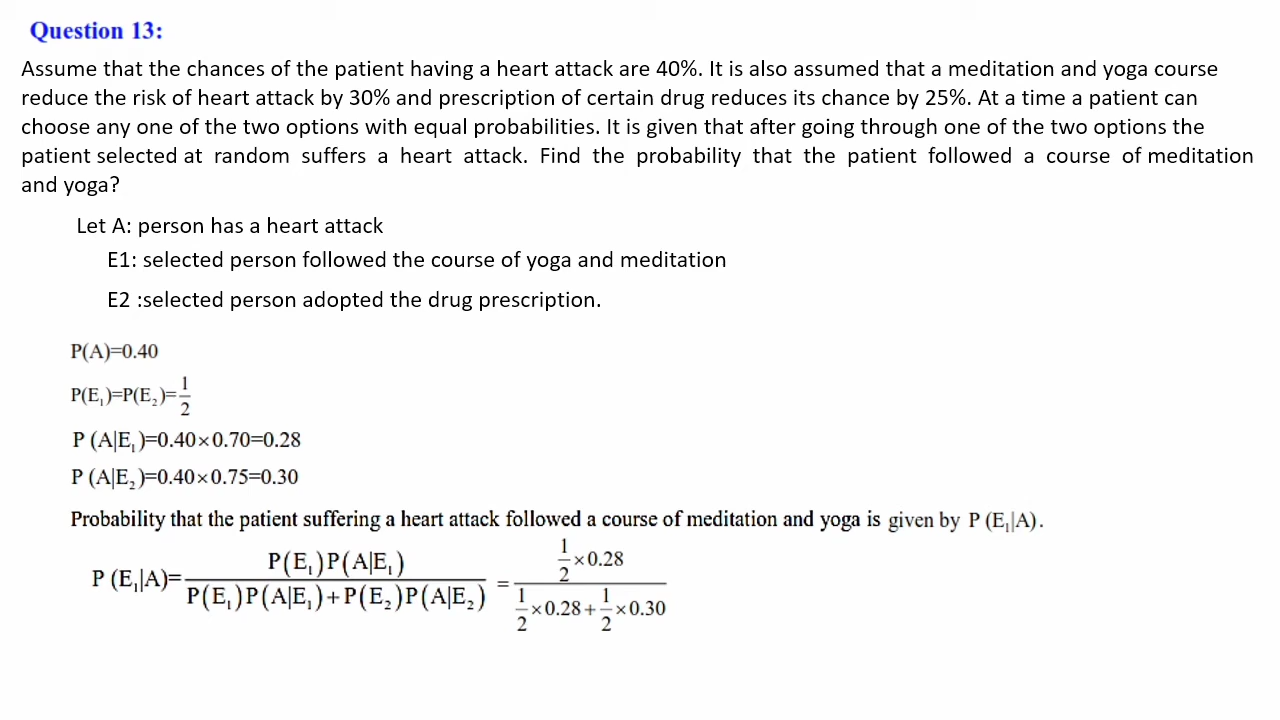 Question 13:
Assume that the chances of the patient having a heart attack are 40%. It is also assumed that a meditation and yoga course
reduce the risk of heart attack by 30% and prescription of certain drug reduces its chance by 25%. At a time a patient can
choose any one of the two options with equal probabilities. It is given that after going through one of the two options the
patient selected at random suffers a heart attack. Find the probability that the patient followed a course of meditation
and yoga?
Let A: person has a heart attack
E1: selected person followed the course of yoga and meditation
E2 :selected person adopted the drug prescription.
P(A)=0.40
P(E₁)=P(E₂)=1/2
P (A|E₁)=0.40×0.70=0.28
P (A|E₂)=0.40×0.75=0.30
Probability that the patient suffering a heart attack followed a course of meditation and yoga is given by P (E₁|A).
P (E₁|A)= P(E₁)P(A|E₁) / P(E₁)P(A|E₁)+P(E₂)P(A|E₂) = 1/2×0.28 / 1/2×0.28+1/2×0.30